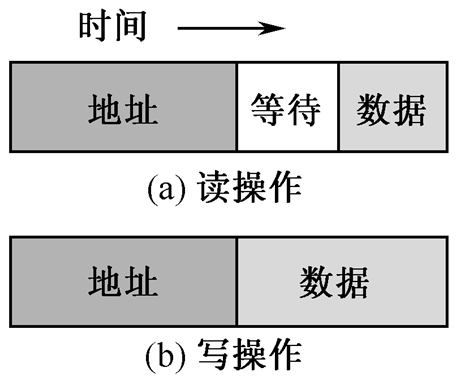 时间
地址 等待 数据
(a) 读操作
地址 数据
(b) 写操作